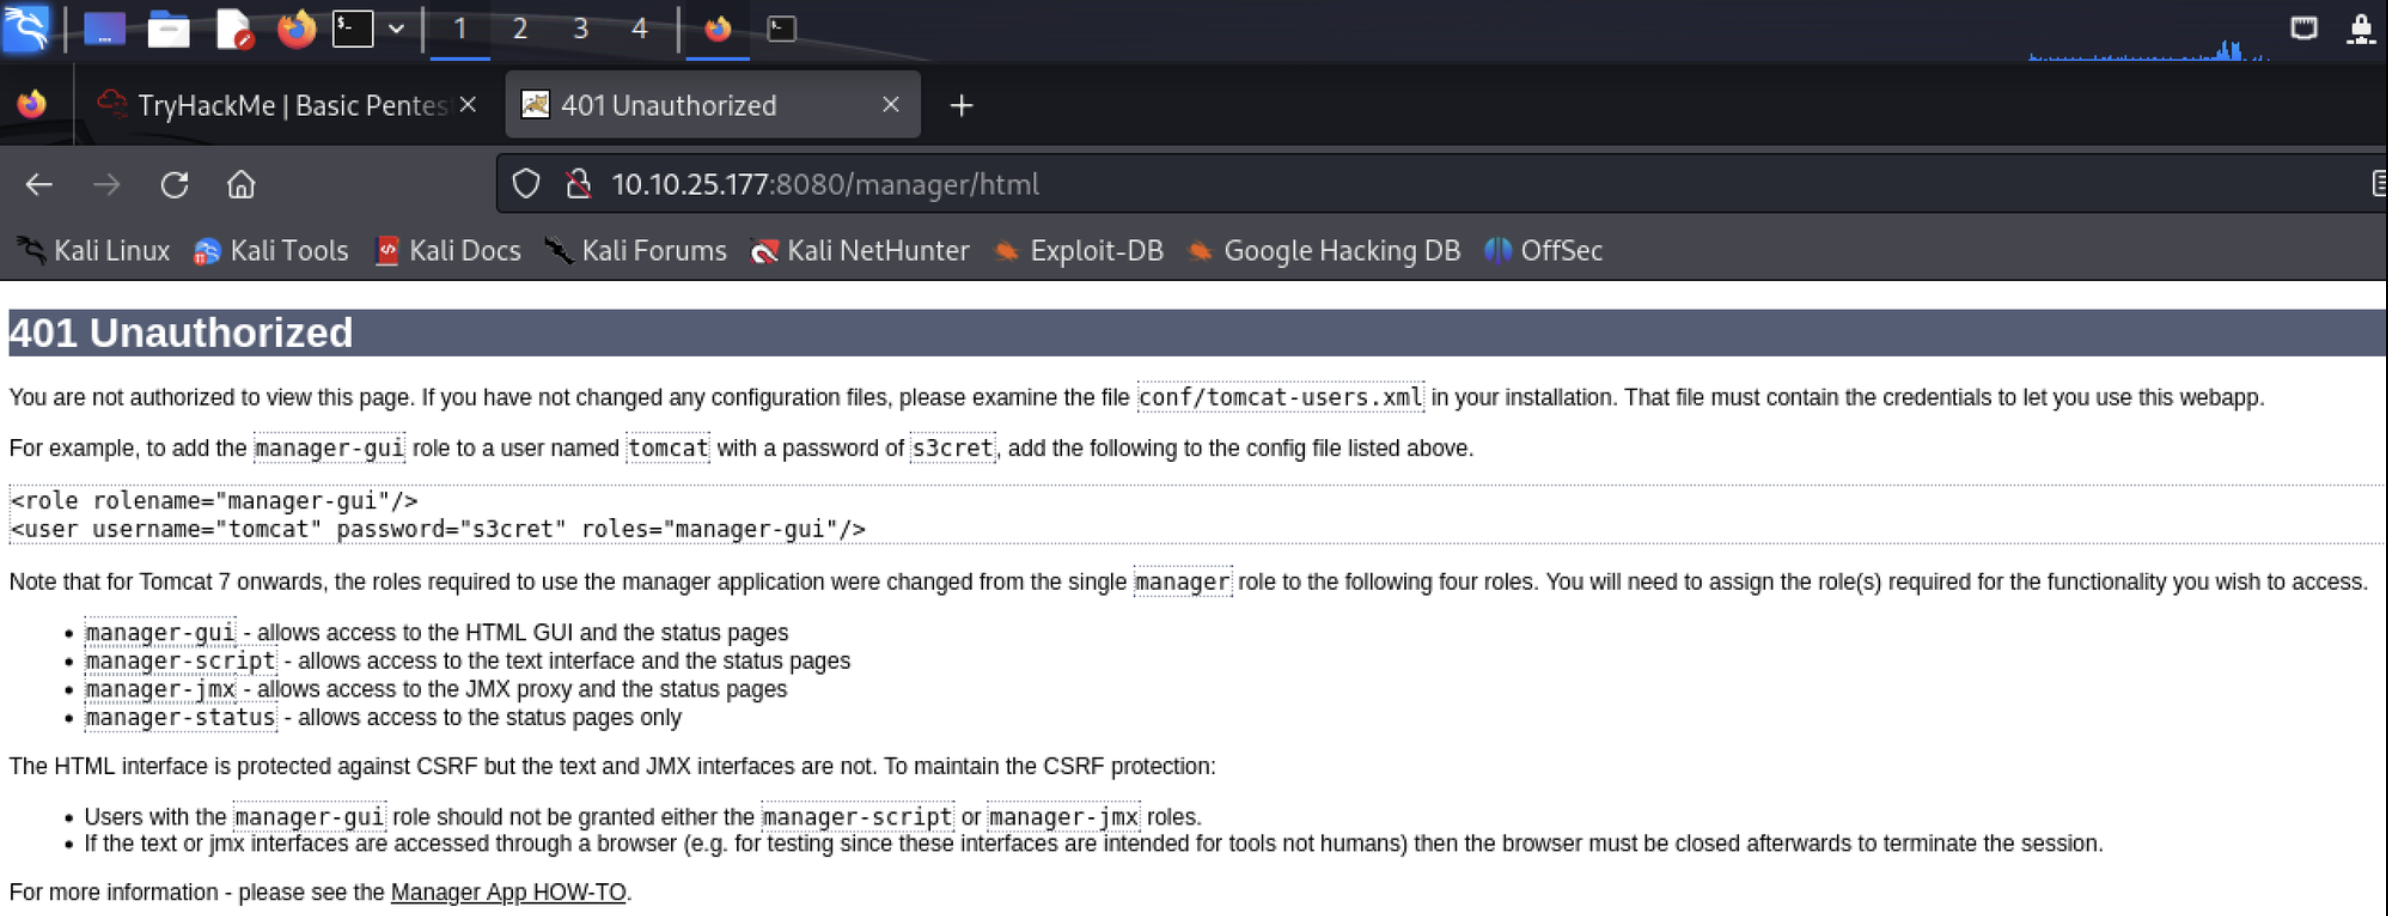 1 2 3 4
TryHackMe | Basic Pentes
401 Unauthorized
10.10.25.177:8080/manager/html
Kali Linux Kali Tools Kali Docs Kali Forums Kali NetHunter Exploit-DB Google Hacking DB OffSec
401 Unauthorized
You are not authorized to view this page. If you have not changed any configuration files, please examine the file conf/tomcat-users.xml in your installation. That file must contain the credentials to let you use this webapp.
For example, to add the manager-gui role to a user named tomcat with a password of s3cret, add the following to the config file listed above.
<role rolename="manager-gui"/>
<user username="tomcat" password="s3cret" roles="manager-gui"/>
Note that for Tomcat 7 onwards, the roles required to use the manager application were changed from the single manager role to the following four roles. You will need to assign the role(s) required for the functionality you wish to access.
• manager-gui - allows access to the HTML GUI and the status pages
• manager-script - allows access to the text interface and the status pages
• manager-jmx - allows access to the JMX proxy and the status pages
• manager-status - allows access to the status pages only
The HTML interface is protected against CSRF but the text and JMX interfaces are not. To maintain the CSRF protection:
• Users with the manager-gui role should not be granted either the manager-script or manager-jmx roles.
• If the text or jmx interfaces are accessed through a browser (e.g. for testing since these interfaces are intended for tools not humans) then the browser must be closed afterwards to terminate the session.
For more information - please see the Manager App HOW-TO.